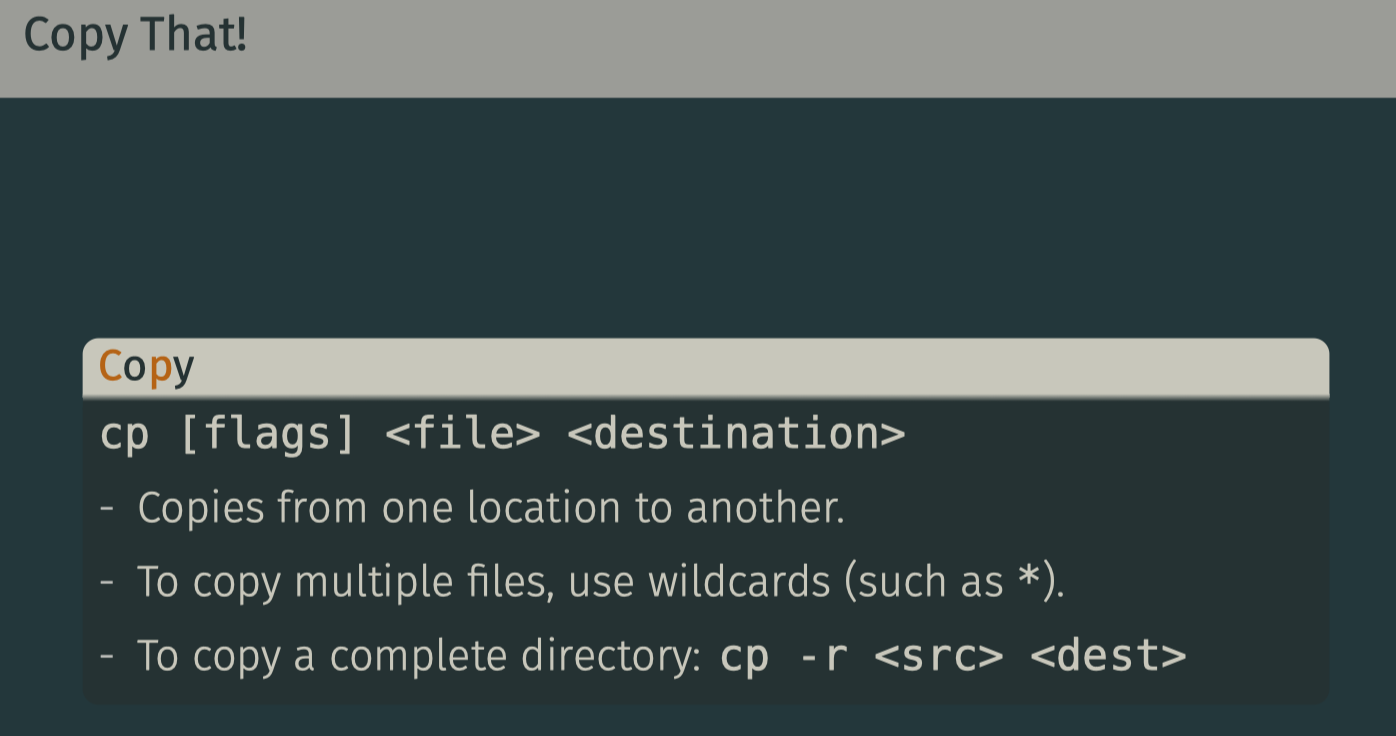 Copy That!
Copy
cp [flags] <file> <destination>
- Copies from one location to another.
- To copy multiple files, use wildcards (such as *).
- To copy a complete directory: cp -r <src> <dest>